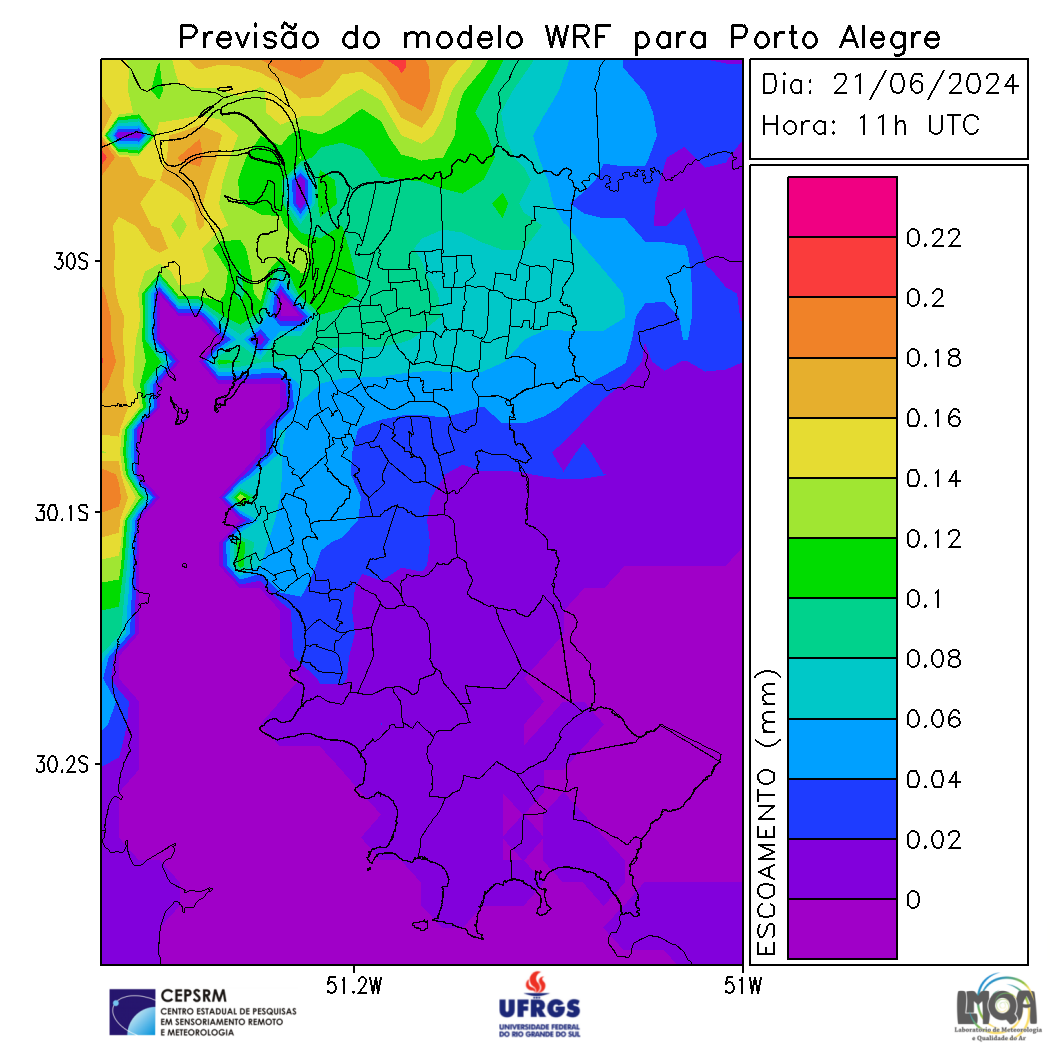 Previsão do modelo WRF para Porto Alegre
Dia: 21/06/2024
Hora: 11h UTC
30S
30.1S
30.2S
51.2W
51W
ESCOAMENTO (mm)
0.22
0.2
0.18
0.16
0.14
0.12
0.1
0.08
0.06
0.04
0.02
0
CEPSRM
CENTRO ESTADUAL DE PESQUISAS
EM SENSORIAMENTO REMOTO
E METEOROLOGIA
UFRGS
UNIVERSIDADE FEDERAL
DO RIO GRANDE DO SUL
LMQA
Laboratório de Meteorologia
e Qualidade do Ar